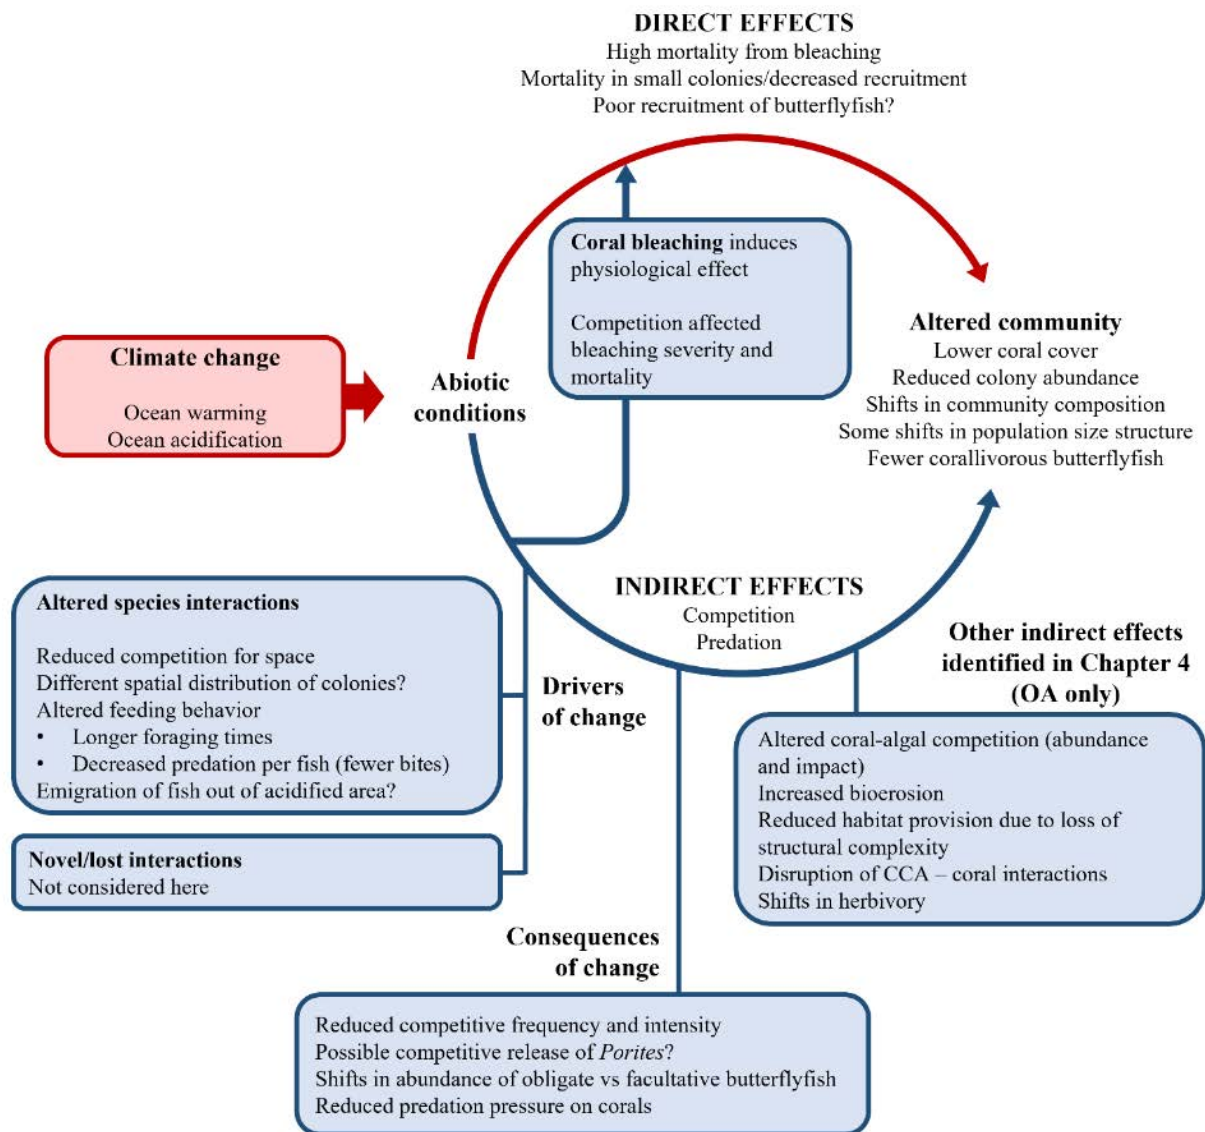 DIRECT EFFECTS
High mortality from bleaching
Mortality in small colonies/decreased recruitment
Poor recruitment of butterflyfish?
Coral bleaching induces
physiological effect
Competition affected
bleaching severity and
mortality
Climate change
Ocean warming
Ocean acidification
Abiotic
conditions
Altered community
Lower coral cover
Reduced colony abundance
Shifts in community composition
Some shifts in population size structure
Fewer corallivorous butterflyfish
INDIRECT EFFECTS
Competition
Predation
Altered species interactions
Reduced competition for space
Different spatial distribution of colonies?
Altered feeding behavior
• Longer foraging times
• Decreased predation per fish (fewer bites)
Emigration of fish out of acidified area?
Drivers
of change
Novel/lost interactions
Not considered here
Other indirect effects
identified in Chapter 4
(OA only)
Altered coral-algal competition (abundance
and impact)
Increased bioerosion
Reduced habitat provision due to loss of
structural complexity
Disruption of CCA – coral interactions
Shifts in herbivory
Consequences
of change
Reduced competitive frequency and intensity
Possible competitive release of Porites?
Shifts in abundance of obligate vs facultative butterflyfish
Reduced predation pressure on corals